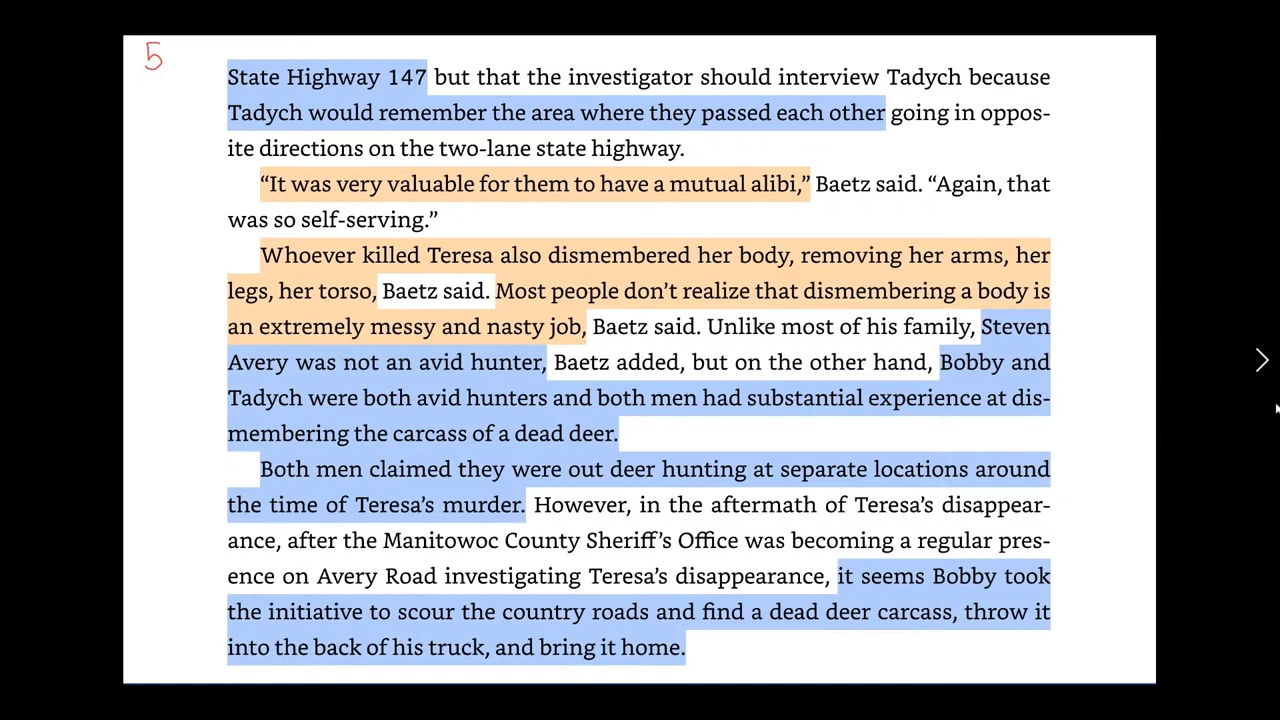 5
State Highway 147 but that the investigator should interview Tadych because
Tadych would remember the area where they passed each other going in oppos-
ite directions on the two-lane state highway.
“It was very valuable for them to have a mutual alibi,” Baetz said. “Again, that
was so self-serving.”
Whoever killed Teresa also dismembered her body, removing her arms, her
legs, her torso, Baetz said. Most people don’t realize that dismembering a body is
an extremely messy and nasty job, Baetz said. Unlike most of his family, Steven
Avery was not an avid hunter, Baetz added, but on the other hand, Bobby and
Tadych were both avid hunters and both men had substantial experience at dis-
membering the carcass of a dead deer.
Both men claimed they were out deer hunting at separate locations around
the time of Teresa’s murder. However, in the aftermath of Teresa’s disappear-
ance, after the Manitowoc County Sheriff’s Office was becoming a regular pres-
ence on Avery Road investigating Teresa’s disappearance, it seems Bobby took
the initiative to scour the country roads and find a dead deer carcass, throw it
into the back of his truck, and bring it home.